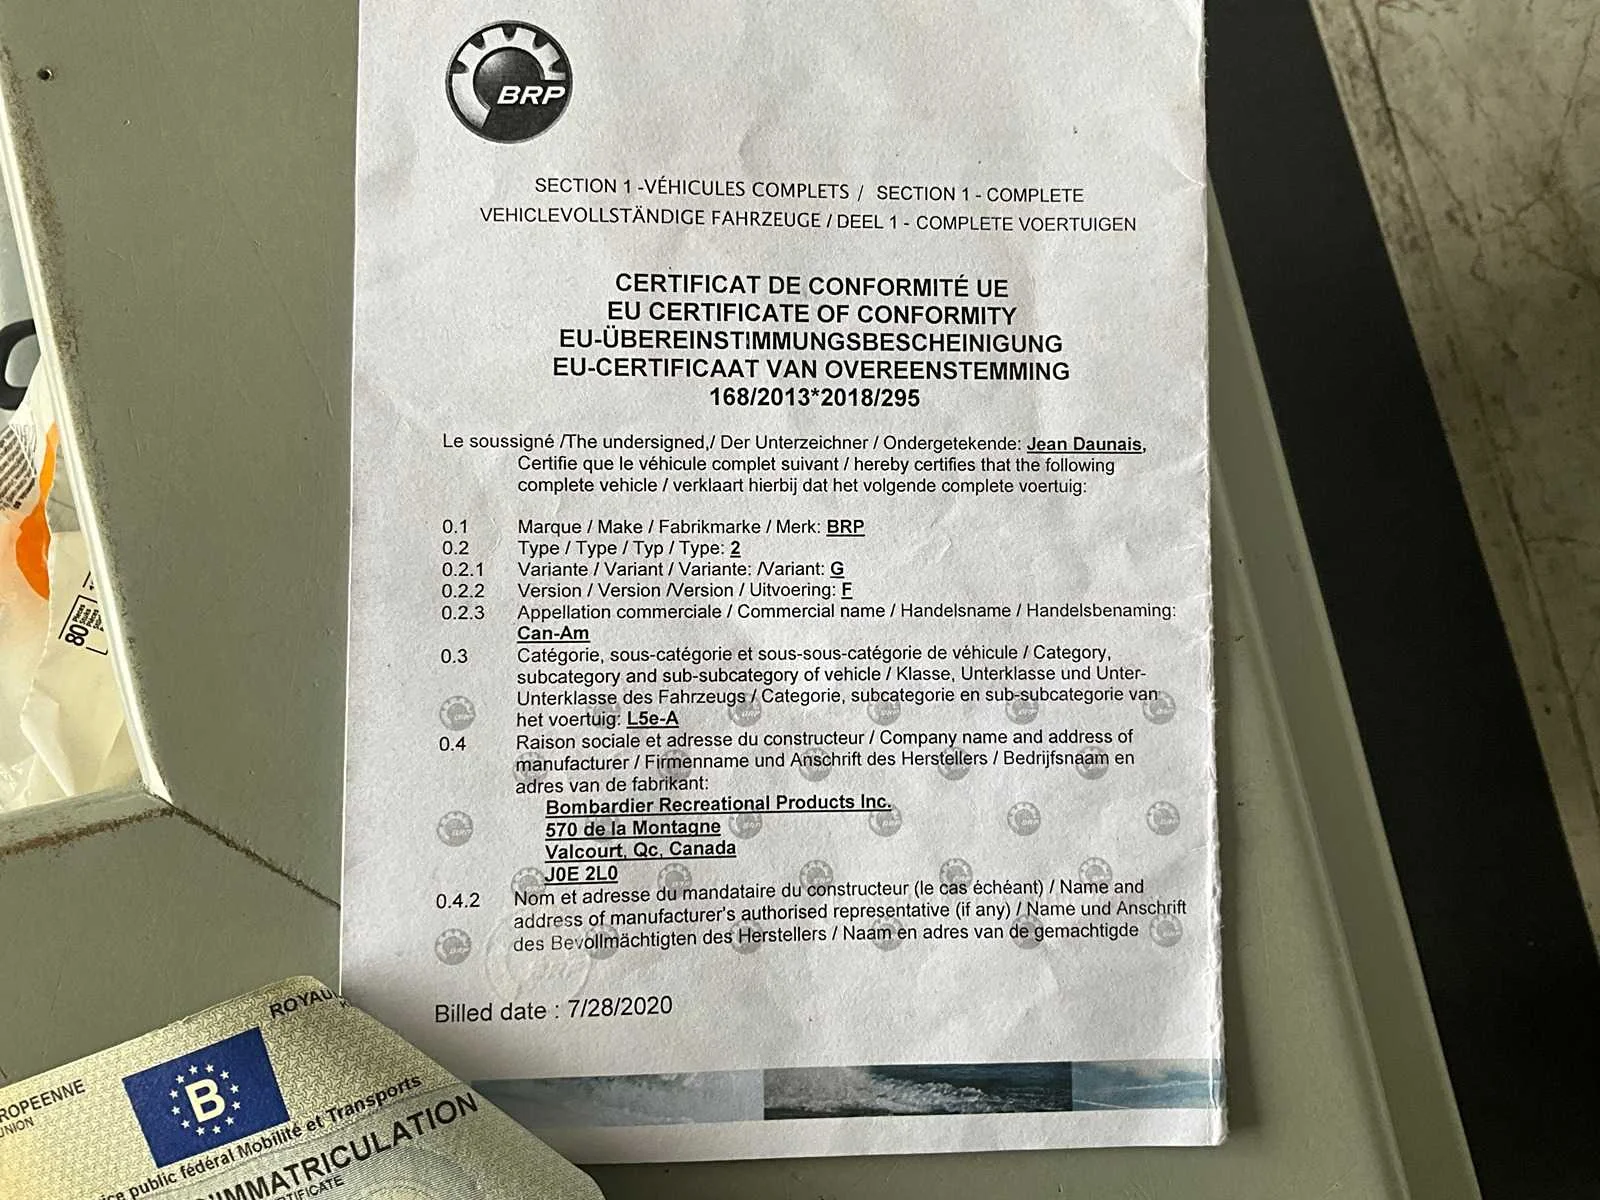 BRP
SECTION 1 -VÉHICULES COMPLETS / SECTION 1 - COMPLETE
VEHICLEVOLLSTÄNDIGE FAHRZEUGE / DEEL 1 - COMPLETE VOERTUIGEN
CERTIFICAT DE CONFORMITÉ UE
EU CERTIFICATE OF CONFORMITY
EU-ÜBEREINSTIMMUNGSBESCHEINIGUNG
EU-CERTIFICAAT VAN OVEREENSTEMMING
168/2013*2018/295
Le soussigné /The undersigned,/ Der Unterzeichner / Ondergetekende: Jean Daunais,
Certifie que le véhicule complet suivant / hereby certifies that the following
complete vehicle / verklaart hierbij dat het volgende complete voertuig:
0.1 Marque / Make / Fabrikmarke / Merk: BRP
0.2 Type / Type / Typ / Type: 2
0.2.1 Variante / Variant / Variante: /Variant: G
0.2.2 Version / Version /Version / Uitvoering: F
0.2.3 Appellation commerciale / Commercial name / Handelsname / Handelsbenaming:
Can-Am
0.3 Catégorie, sous-catégorie et sous-sous-catégorie de véhicule / Category,
subcategory and sub-subcategory of vehicle / Klasse, Unterklasse und Unter-
Unterklasse des Fahrzeugs / Categorie, subcategorie en sub-subcategorie van
het voertuig: L5e-A
0.4 Raison sociale et adresse du constructeur / Company name and address of
manufacturer / Firmenname und Anschrift des Herstellers / Bedrijfsnaam en
adres van de fabrikant:
Bombardier Recreational Products Inc.
570 de la Montagne
Valcourt, Qc, Canada
J0E 2L0
0.4.2 Nom et adresse du mandataire du constructeur (le cas échéant) / Name and
address of manufacturer's authorised representative (if any) / Name und Anschrift
des Bevollmächtigten des Herstellers / Naam en adres van de gemachtigde
Billed date : 7/28/2020
80
ROYAU
ROPEENNE
UNION
B
ice public fédéral Mobilité et Transports
D'IMMATRICULATION
RTIFICATE